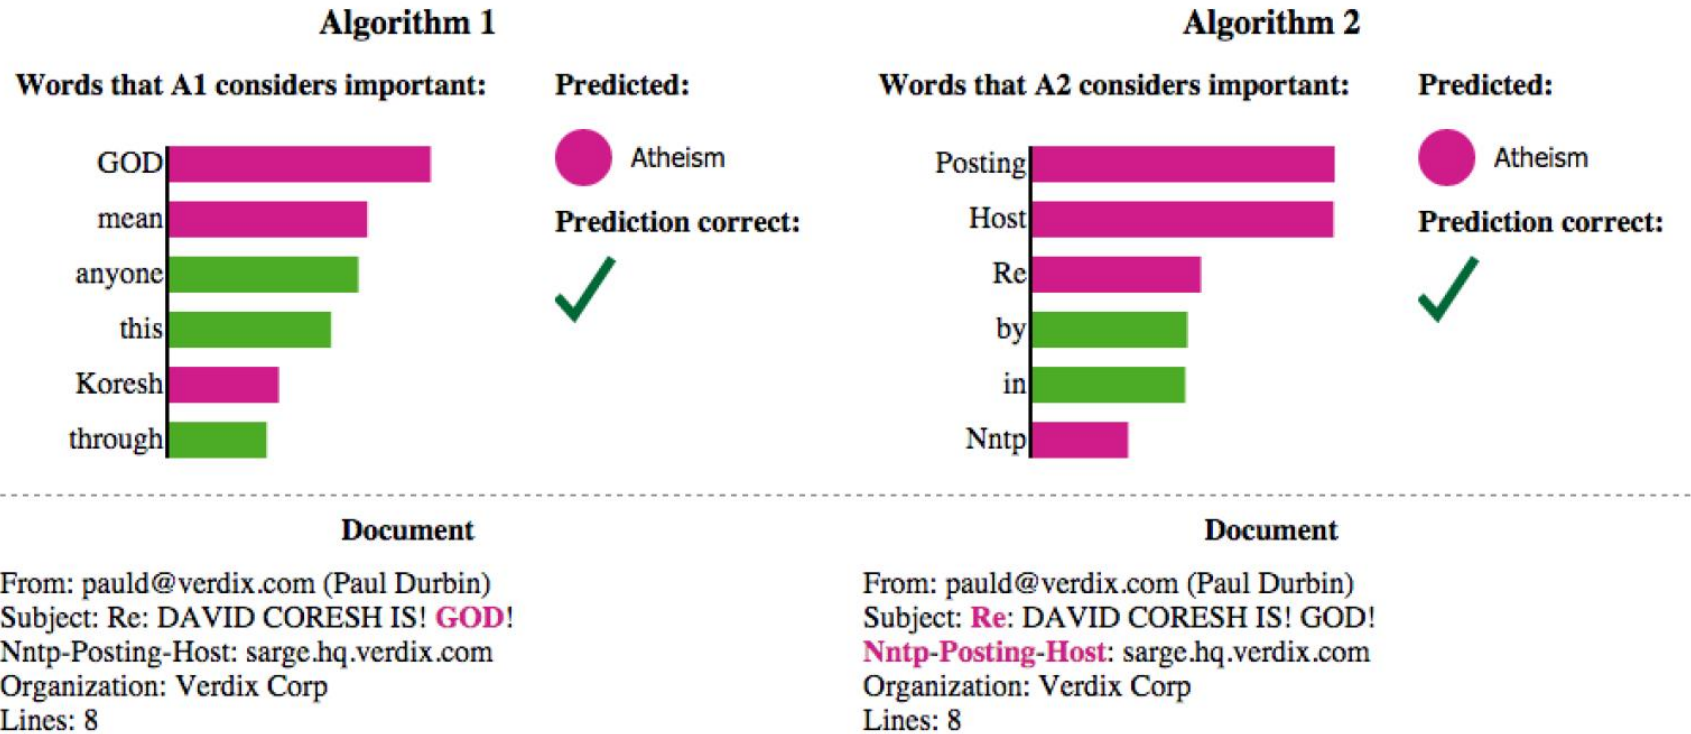 Algorithm 1
Words that A1 considers important:
Predicted:
GOD
mean
anyone
this
Koresh
through
Atheism
Prediction correct:
Document
From: pauld@verdix.com (Paul Durbin)
Subject: Re: DAVID CORESH IS! GOD!
Nntp-Posting-Host: sarge.hq.verdix.com
Organization: Verdix Corp
Lines: 8
Algorithm 2
Words that A2 considers important:
Predicted:
Posting
Host
Re
by
in
Nntp
Atheism
Prediction correct:
Document
From: pauld@verdix.com (Paul Durbin)
Subject: Re: DAVID CORESH IS! GOD!
Nntp-Posting-Host: sarge.hq.verdix.com
Organization: Verdix Corp
Lines: 8